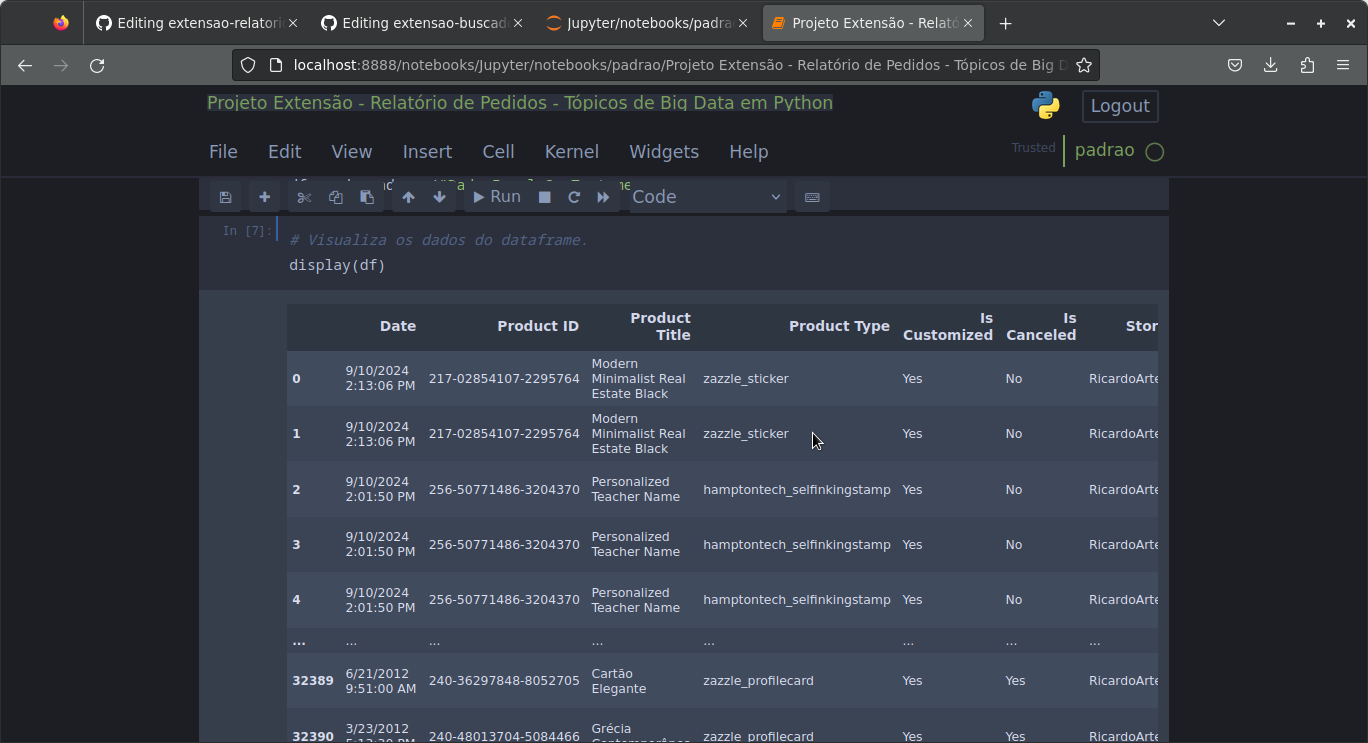 Editing extensao-relatori
Editing extensao-buscad
Jupyter/notebooks/padra
Projeto Extensão - Relató
localhost:8888/notebooks/Jupyter/notebooks/padrao/Projeto Extensão - Relatório de Pedidos - Tópicos de Big D
Projeto Extensão - Relatório de Pedidos - Tópicos de Big Data em Python
Logout
File Edit View Insert Cell Kernel Widgets Help
Trusted
padrao
Run
Code
In [7]:
# Visualiza os dados do dataframe.
display(df)
Date Product ID Product Title Product Type Is Customized Is Canceled Stor
0 9/10/2024 2:13:06 PM 217-02854107-2295764 Modern Minimalist Real Estate Black zazzle_sticker Yes No RicardoArte
1 9/10/2024 2:13:06 PM 217-02854107-2295764 Modern Minimalist Real Estate Black zazzle_sticker Yes No RicardoArte
2 9/10/2024 2:01:50 PM 256-50771486-3204370 Personalized Teacher Name hamptontech_selfinkingstamp Yes No RicardoArte
3 9/10/2024 2:01:50 PM 256-50771486-3204370 Personalized Teacher Name hamptontech_selfinkingstamp Yes No RicardoArte
4 9/10/2024 2:01:50 PM 256-50771486-3204370 Personalized Teacher Name hamptontech_selfinkingstamp Yes No RicardoArte
... ... ... ... ... ... ... ...
32389 6/21/2012 9:51:00 AM 240-36297848-8052705 Cartão Elegante zazzle_profilecard Yes Yes RicardoArte
32390 3/23/2012 240-48013704-5084466 Grécia zazzle_profilecard Yes Yes RicardoArte